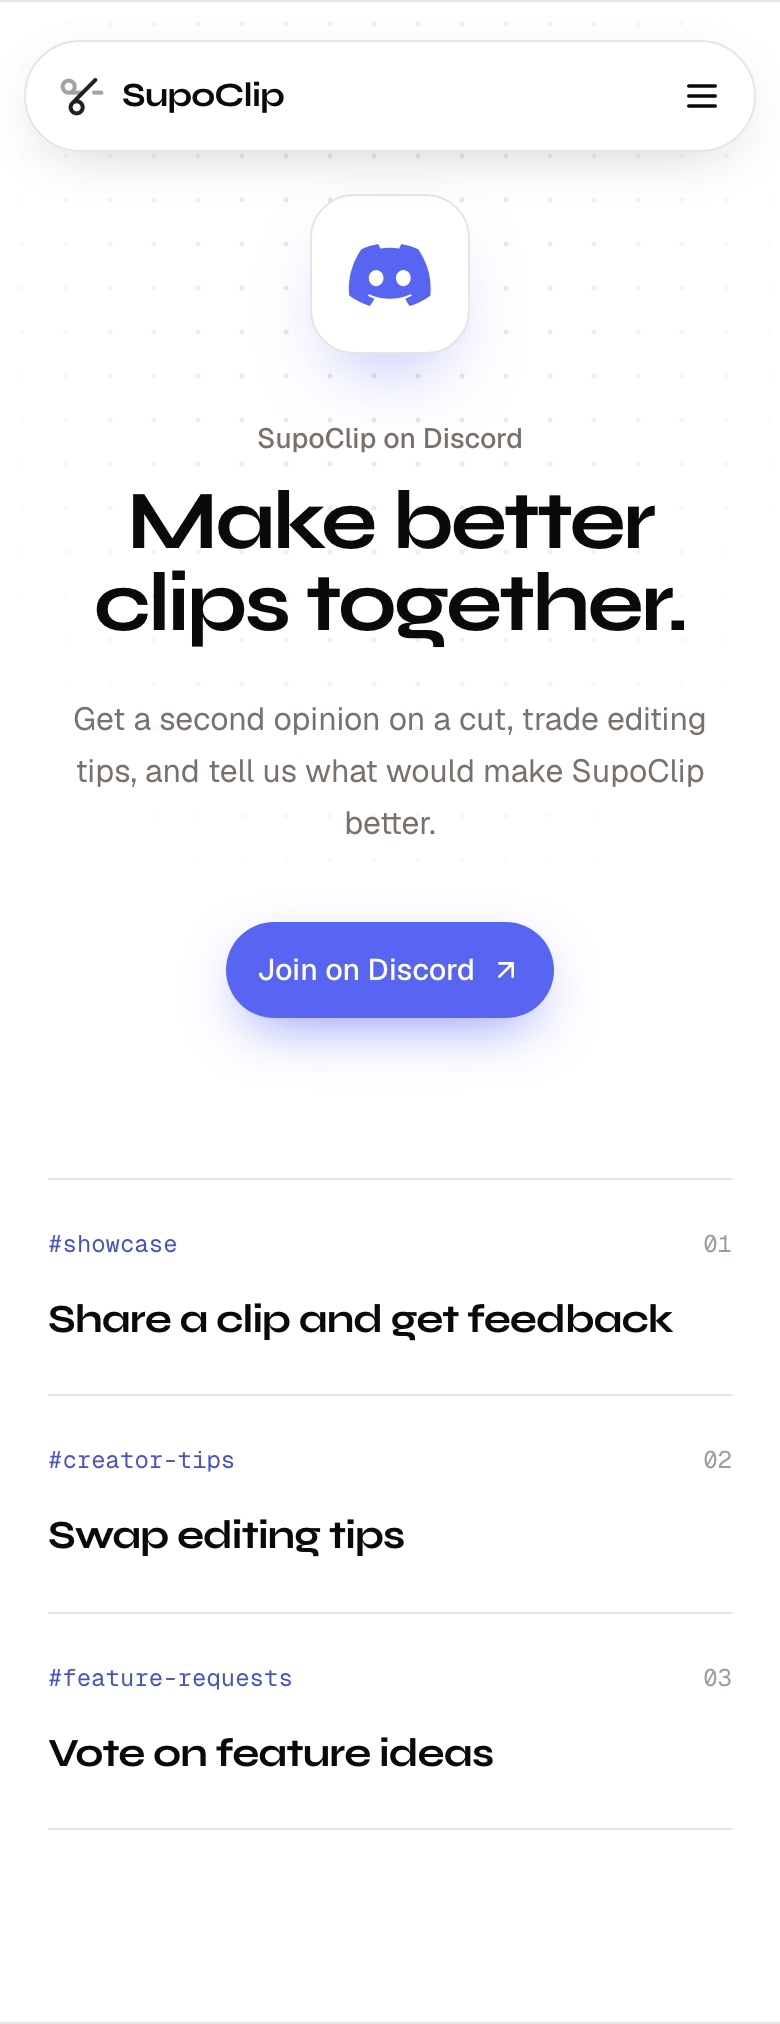 SupoClip
SupoClip on Discord
Make better
clips together.
Get a second opinion on a cut, trade editing
tips, and tell us what would make SupoClip
better.
Join on Discord
#showcase 01
Share a clip and get feedback
#creator-tips 02
Swap editing tips
#feature-requests 03
Vote on feature ideas